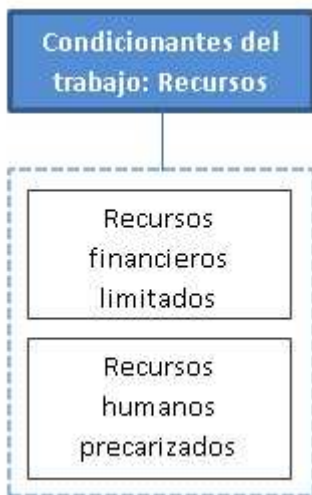 Condicionantes del
trabajo: Recursos
Recursos
financieros
limitados
Recursos
humanos
precarizados